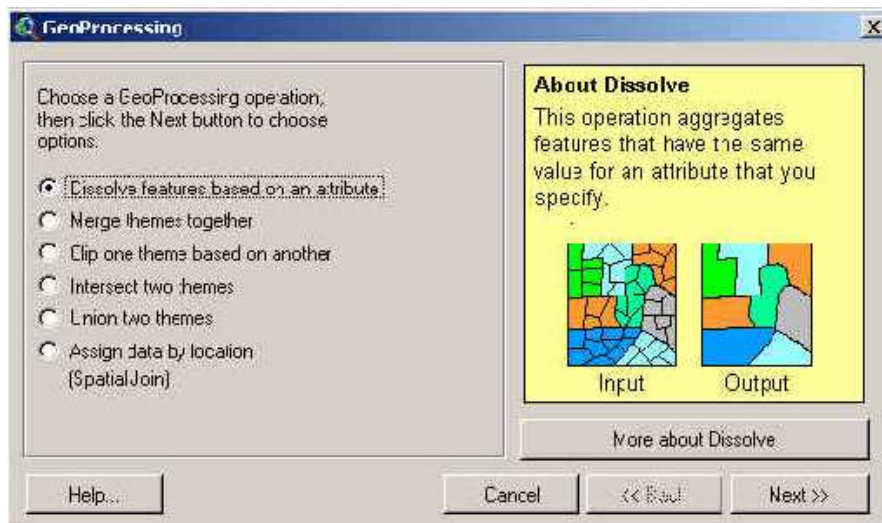 GeoProcessing
Choose a GeoProcessing operation,
then click the Next button to choose
options.
Dissolve features based on an attribute
Merge themes together
Clip one theme based on another
Intersect two themes
Union two themes
Assign data by location
(Spatial Join)
About Dissolve
This operation aggregates
features that have the same
value for an attribute that you
specify.
Input
Output
More about Dissolve
Help...
Cancel
<< Back
Next >>